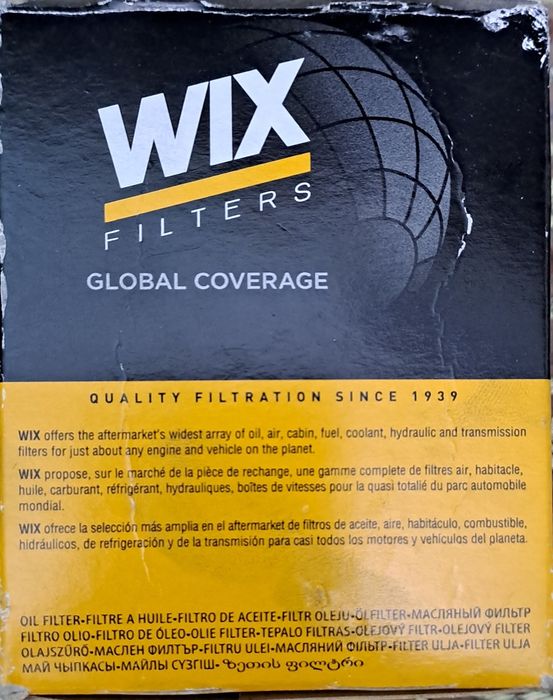 WIX
FILTERS
GLOBAL COVERAGE
QUALITY FILTRATION SINCE 1939
WIX offers the aftermarket's widest array of oil, air, cabin, fuel, coolant, hydraulic and transmission
filters for just about any engine and vehicle on the planet.
WIX propose, sur le marché de la pièce de rechange, une gamme complete de filtres air, habitacle,
huile, carburant, réfrigérant, hydrauliques, boîtes de vitesses pour la quasi totalié du parc automobile
mondial.
WIX ofrece la selección más amplia en el aftermarket de filtros de aceite, aire, habitáculo, combustible,
hidráulicos, de refrigeración y de la transmisión para casi todos los motores y vehículos del planeta.
OIL FILTER•FILTRE A HUILE•FILTRO DE ACEITE•FILTR OLEJU•ÖLFILTER•МАСЛЯНЫЙ ФИЛЬТР
FILTRO OLIO•FILTRO DE ÓLEO•OLIE FILTER•TEPALO FILTRAS•OLEJOVÝ FILTR•OLEJOVÝ FILTER
OLAJSZŰRŐ•МАСЛЕН ФИЛТЪР•FILTRU ULEI•МАСЛЯНИЙ ФІЛЬТР•FILTER ULJA•FILTER ULJA
МАЙ ЧЫПКАСЫ•МАЙЛЫ СҮЗГІШ• ზეთის ფილტრი